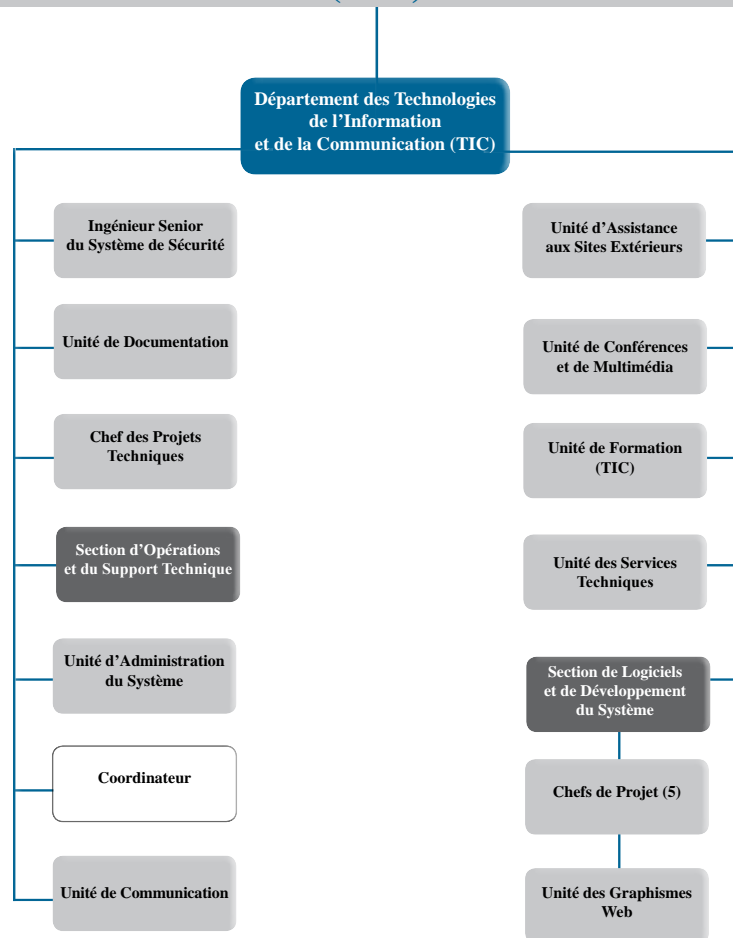 Département des Technologies
de l’Information
et de la Communication (TIC)
Ingénieur Senior
du Système de Sécurité
Unité de Documentation
Chef des Projets
Techniques
Section d’Opérations
et du Support Technique
Unité d’Administration
du Système
Coordinateur
Unité de Communication
Unité d’Assistance
aux Sites Extérieurs
Unité de Conférences
et de Multimédia
Unité de Formation
(TIC)
Unité des Services
Techniques
Section de Logiciels
et de Développement
du Système
Chefs de Projet (5)
Unité des Graphismes
Web